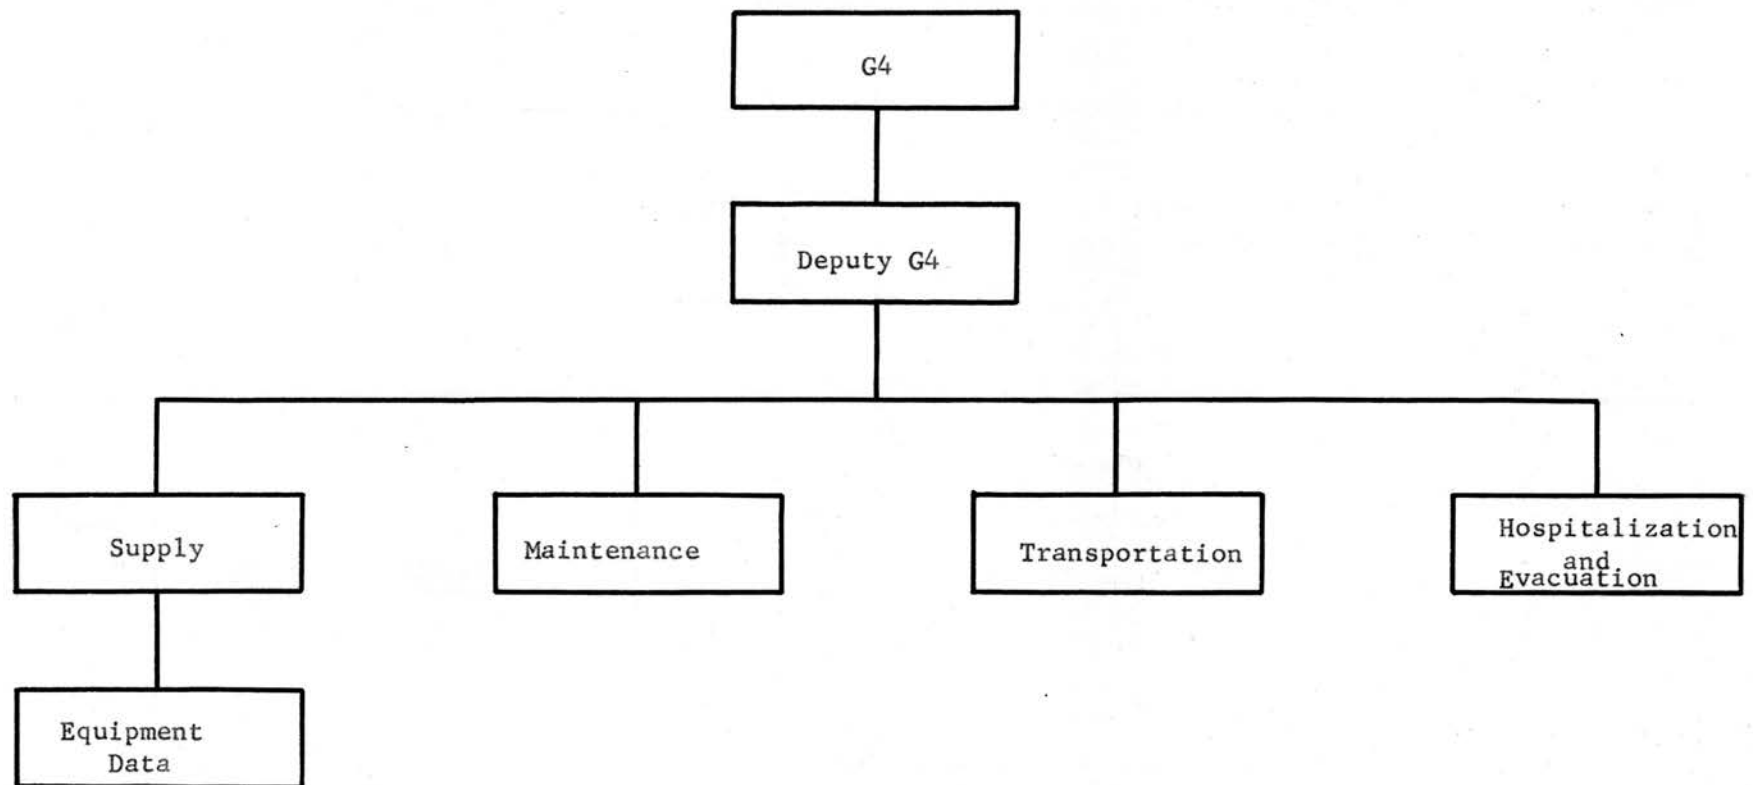 G4
Deputy G4
Supply
Maintenance
Transportation
Hospitalization
and
Evacuation
Equipment
Data